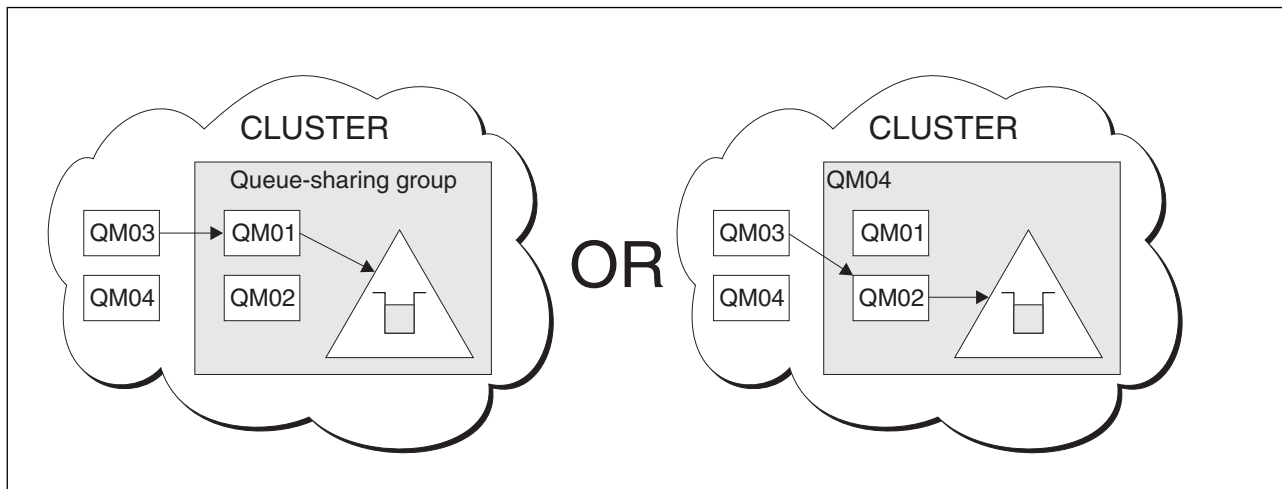 CLUSTER
Queue-sharing group
QM03
QM01
QM04
QM02
OR
CLUSTER
QM04
QM03
QM01
QM04
QM02